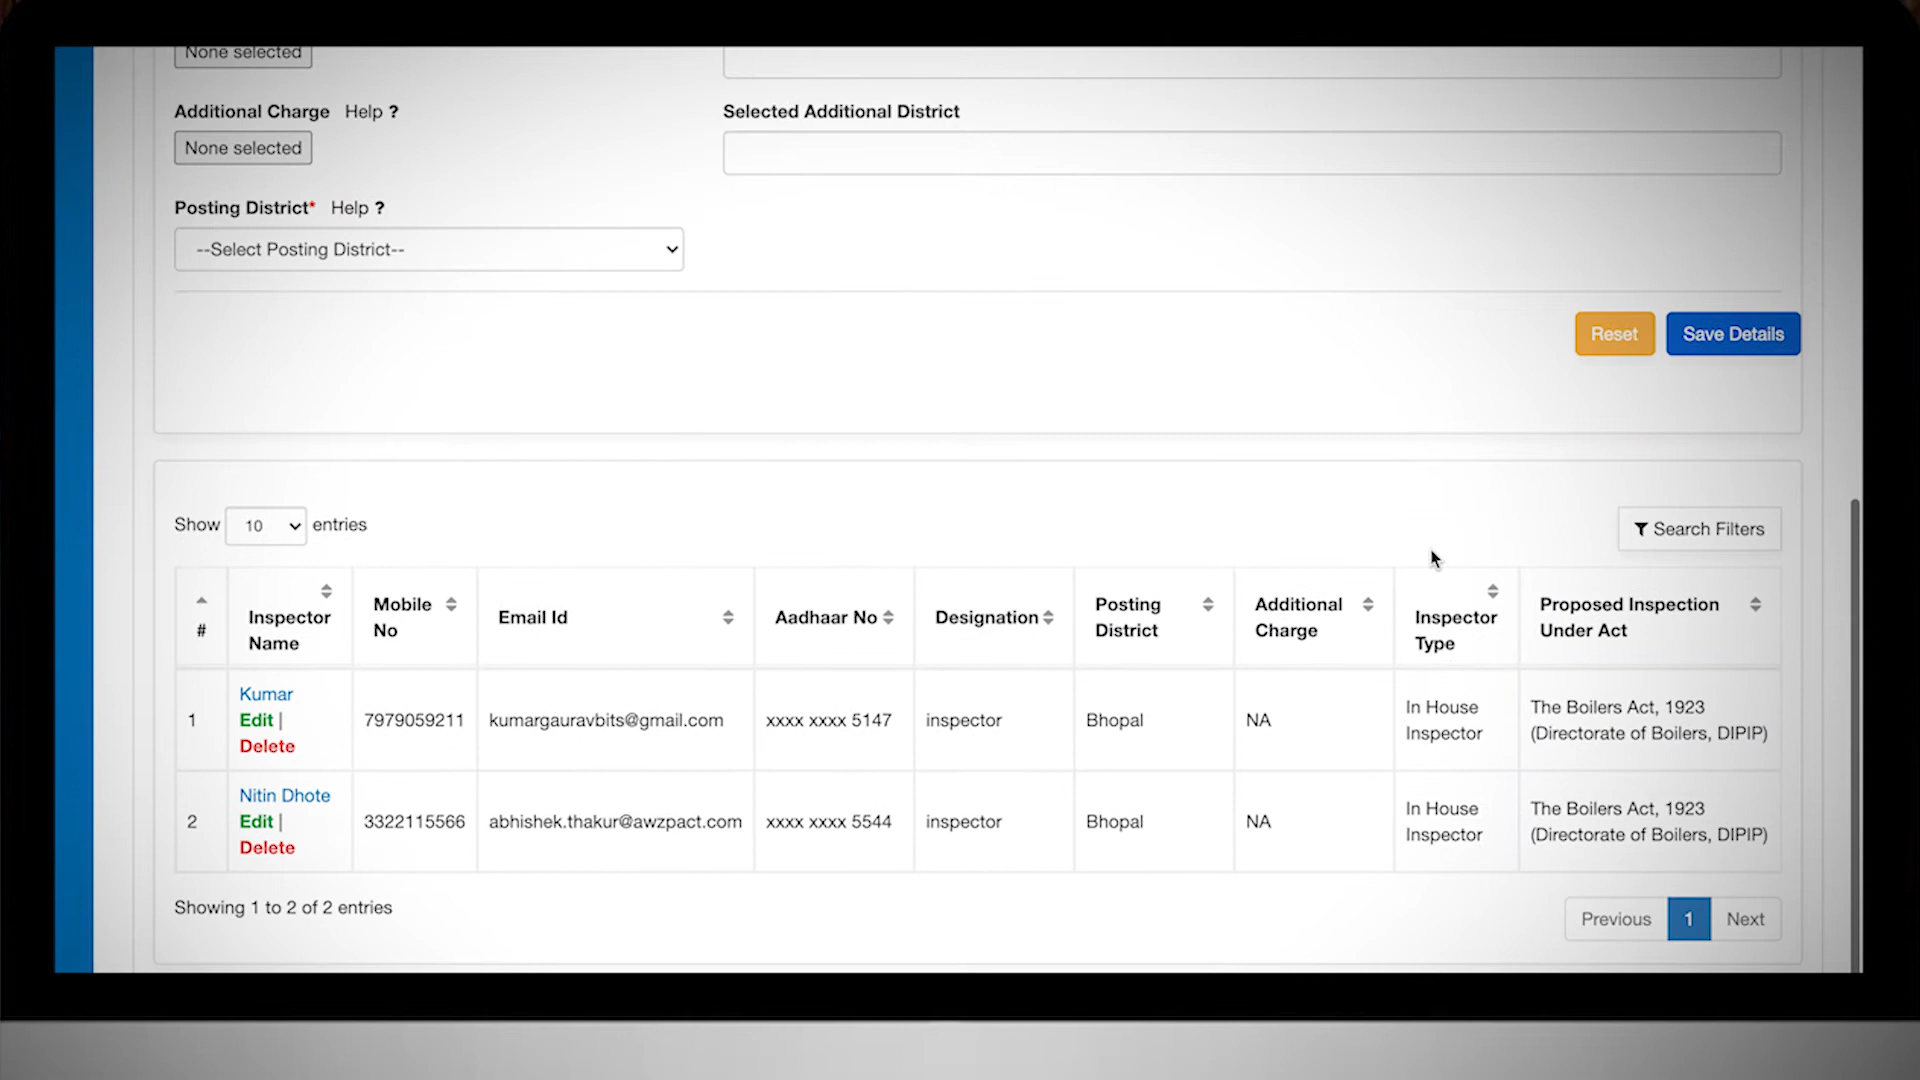 None selected
Additional Charge Help ?
Selected Additional District
None selected
Posting District* Help ?
--Select Posting District--
Reset
Save Details
Show 10 entries
Search Filters
# Inspector Name Mobile No Email Id Aadhaar No Designation Posting District Additional Charge Inspector Type Proposed Inspection Under Act
1 Kumar Edit | Delete 7979059211 kumargauravbits@gmail.com xxxx xxxx 5147 inspector Bhopal NA In House Inspector The Boilers Act, 1923 (Directorate of Boilers, DIPIP)
2 Nitin Dhote Edit | Delete 3322115566 abhishek.thakur@awzpact.com xxxx xxxx 5544 inspector Bhopal NA In House Inspector The Boilers Act, 1923 (Directorate of Boilers, DIPIP)
Showing 1 to 2 of 2 entries
Previous 1 Next